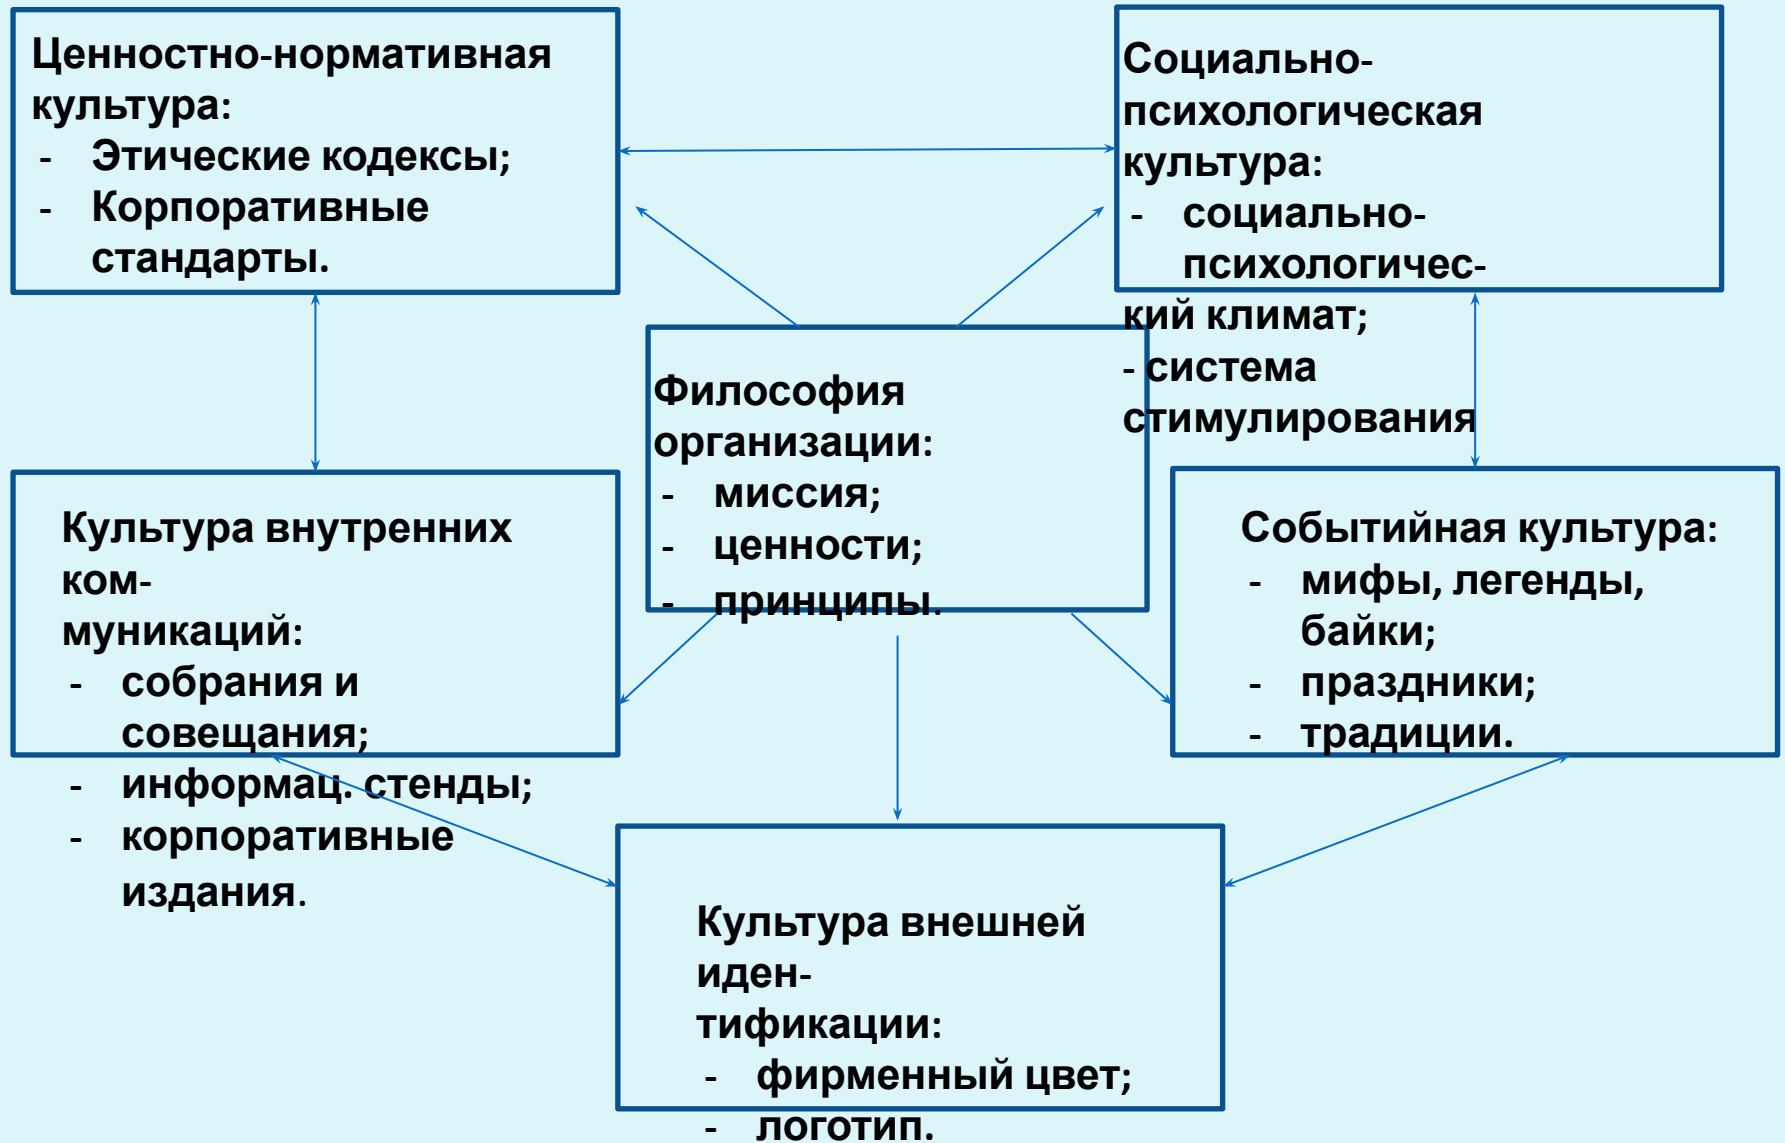 Ценностно-нормативная
культура:
- Этические кодексы;
- Корпоративные
стандарты.
Социально-
психологическая
культура:
- социально-
психологичес-
кий климат;
- система
стимулирования
Философия
организации:
- миссия;
- ценности;
- принципы.
Культура внутренних
ком-
муникаций:
- собрания и
совещания;
- информац. стенды;
- корпоративные
издания.
Событийная культура:
- мифы, легенды,
байки;
- праздники;
- традиции.
Культура внешней
иден-
тификации:
- фирменный цвет;
- логотип.